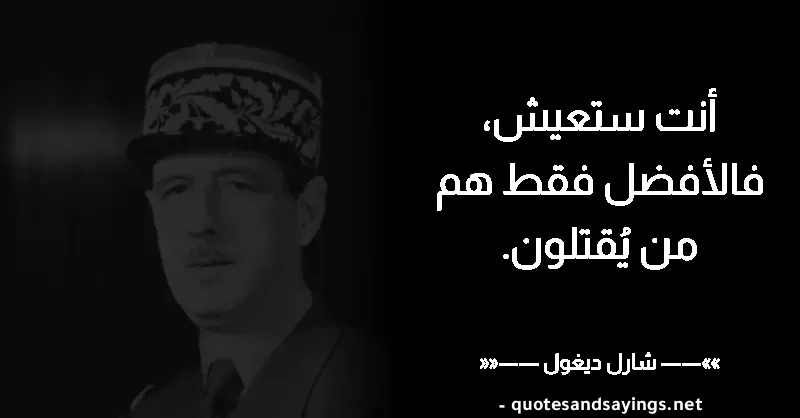 أنت ستعيش،
فالأفضل فقط هم
من يُقتلون.
»»—— شارل ديغول ——««
- quotesandsayings.net